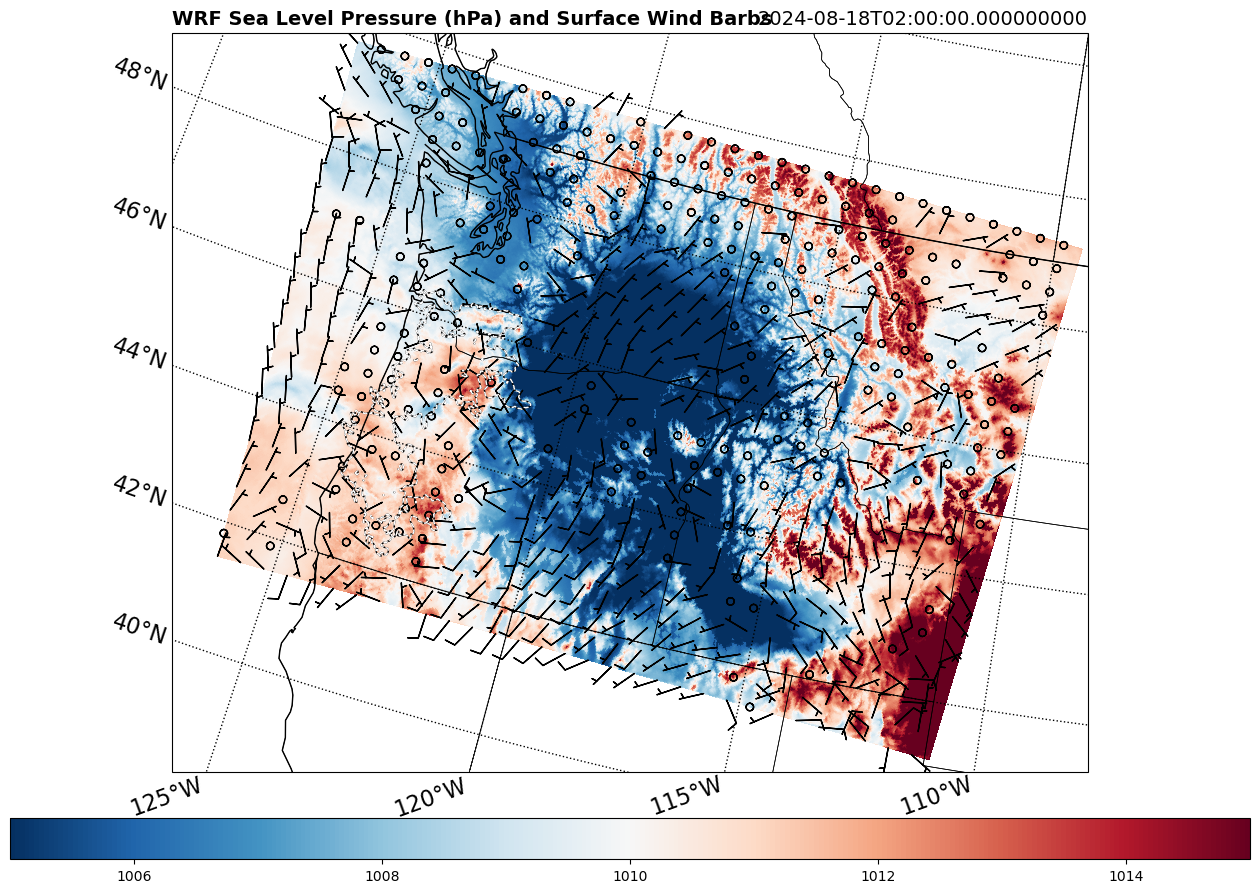 WRF Sea Level Pressure (hPa) and Surface Wind Barbs
2024-08-18T02:00:00.000000000
48°N
46°N
44°N
42°N
40°N
125°W
120°W
115°W
110°W
1006
1008
1010
1012
1014